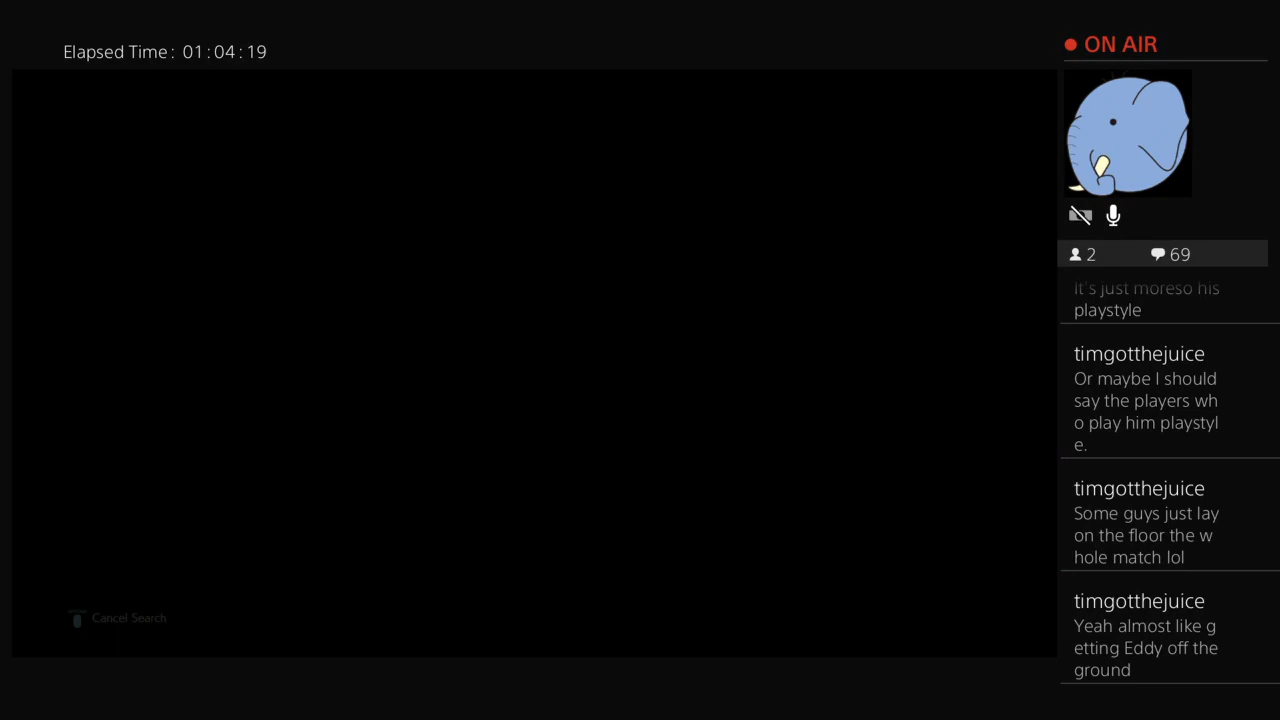 Elapsed Time: 01:04:19
ON AIR
2
69
It's just moreso his
playstyle
timgotthejuice
Or maybe I should
say the players wh
o play him playstyl
e.
timgotthejuice
Some guys just lay
on the floor the w
hole match lol
timgotthejuice
Yeah almost like g
etting Eddy off the
ground
Cancel Search